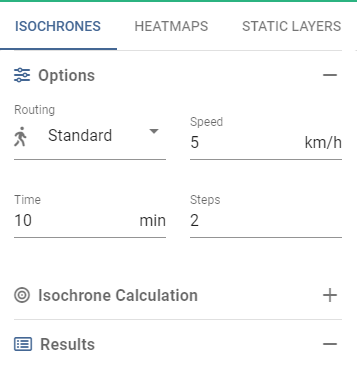 ISOCHRONES HEATMAPS STATIC LAYERS
Options
Routing
Standard
Speed
5 km/h
Time
10 min
Steps
2
Isochrone Calculation
Results